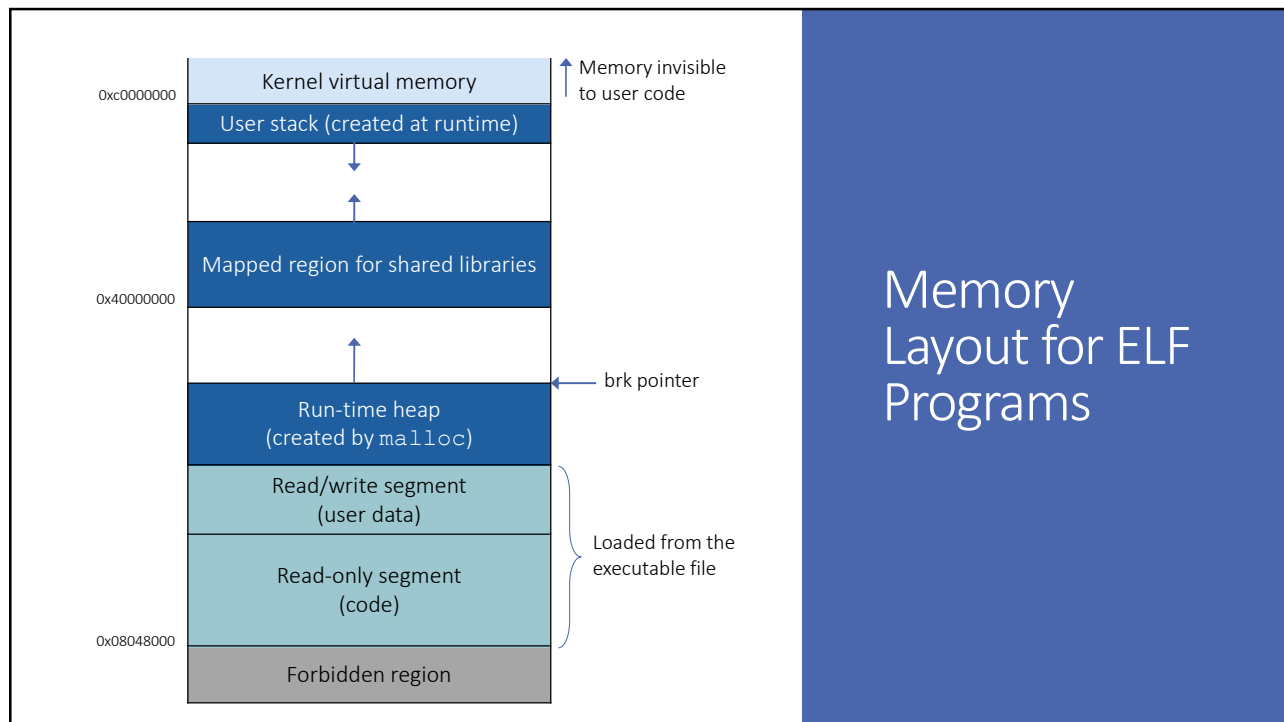 Kernel virtual memory
Memory invisible
to user code
0xc0000000
User stack (created at runtime)
Mapped region for shared libraries
0x40000000
brk pointer
Run-time heap
(created by malloc)
Read/write segment
(user data)
Loaded from the
executable file
Read-only segment
(code)
0x08048000
Forbidden region
Memory
Layout for ELF
Programs